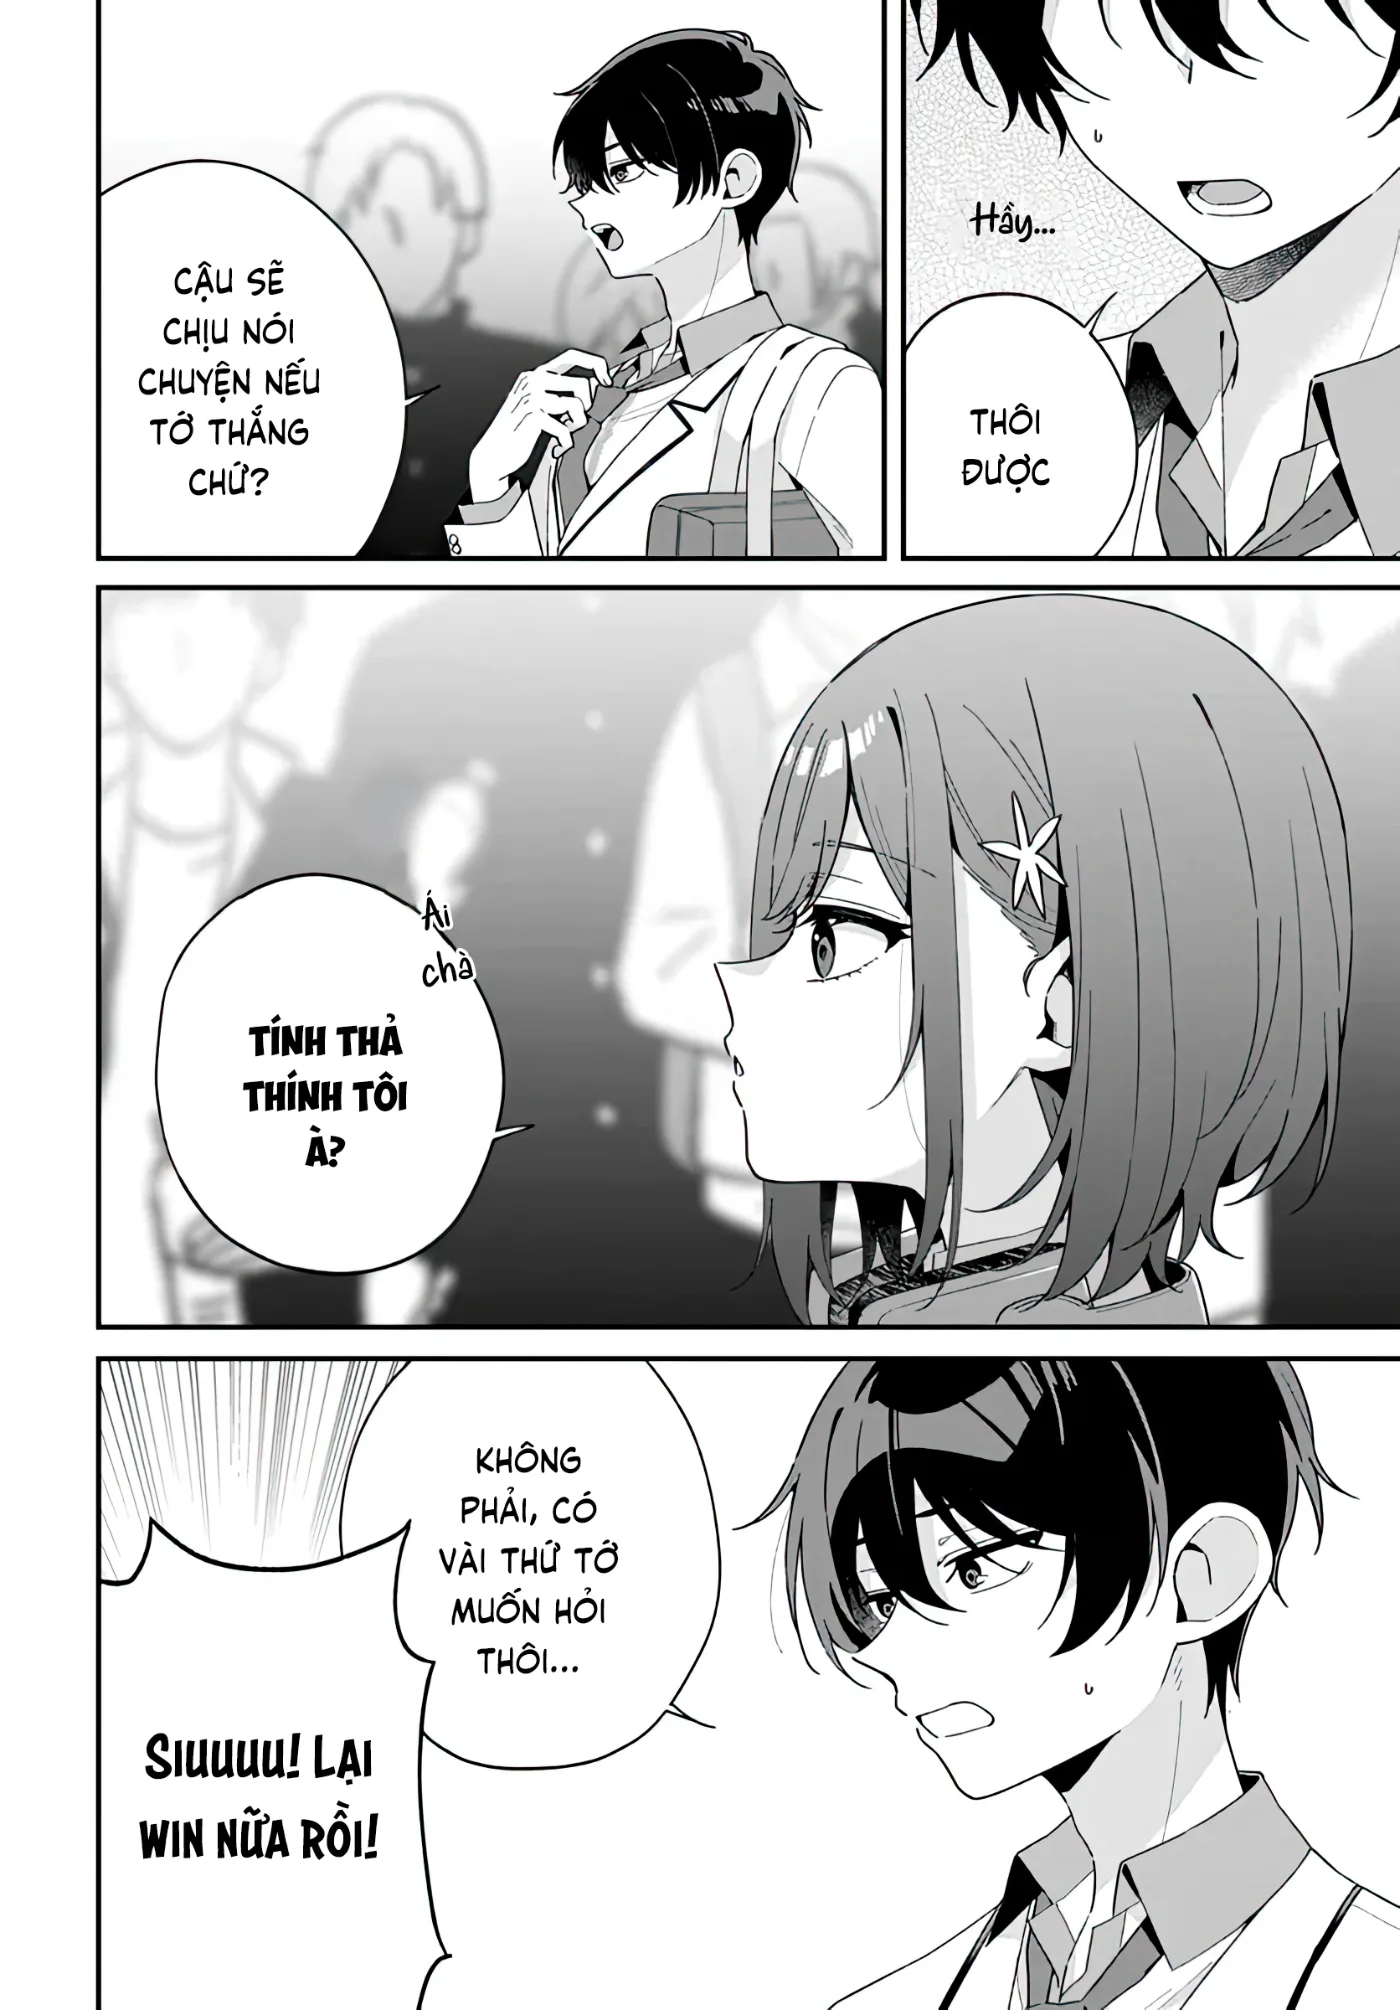 Hầy...
THÔI
ĐƯỢC
CẬU SẼ
CHỊU NÓI
CHUYỆN NẾU
TỚ THẮNG
CHỨ?
Ái
chà
TÍNH THẢ
THÍNH TÔI
À?
KHÔNG
PHẢI, CÓ
VÀI THỨ TỚ
MUỐN HỎI
THÔI...
SIUUUU! LẠI
WIN NỮA RỒI!